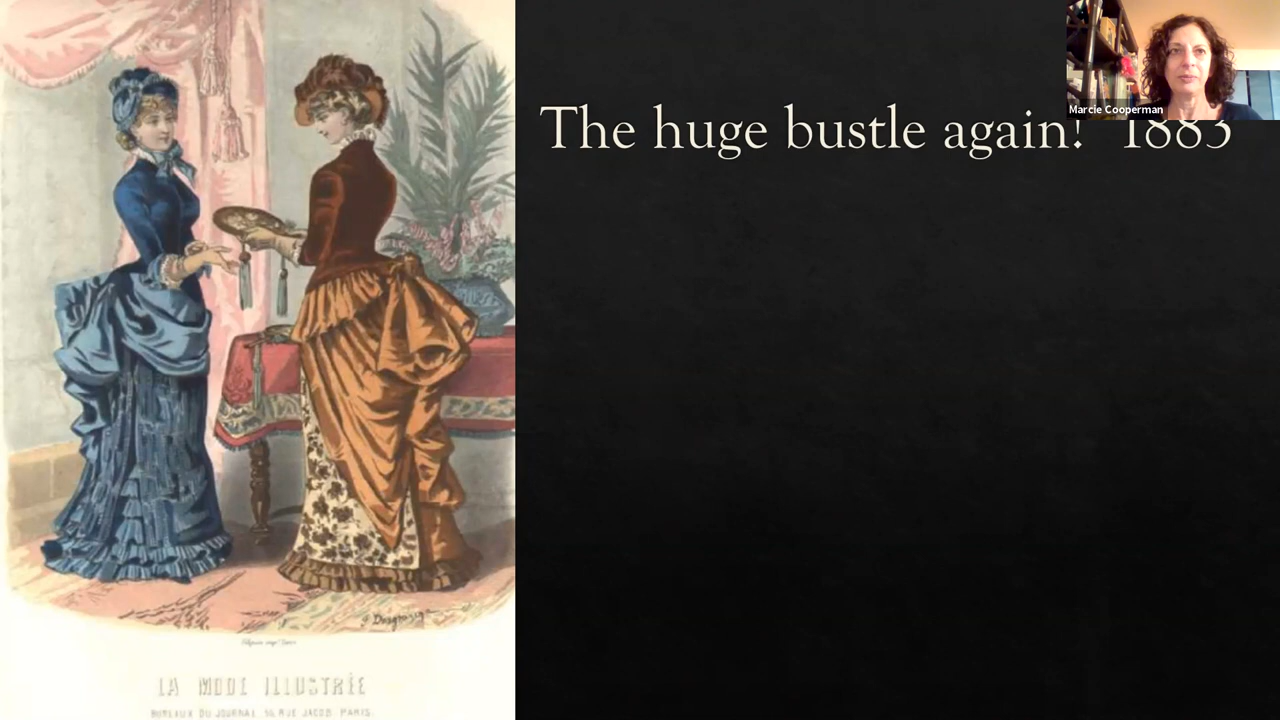 The huge bustle again! 1883
Marcie Cooperman
LA MODE ILLUSTRÉE
BUREAUX DU JOURNAL 56, RUE JACOB PARIS.